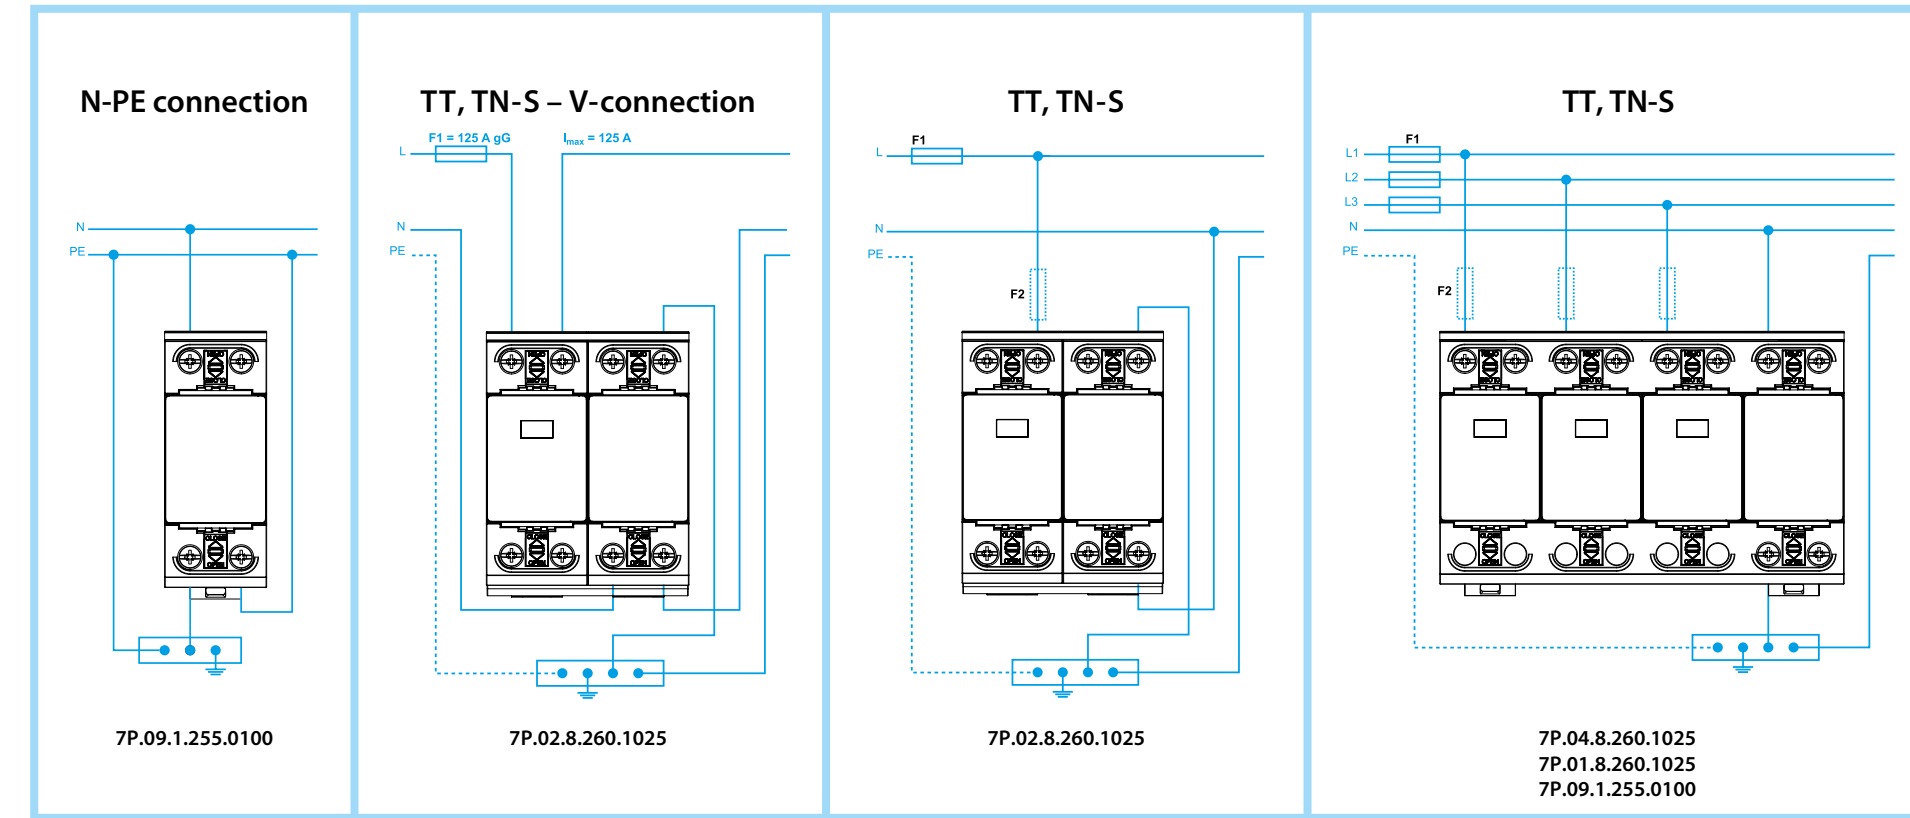 N-PE connection
N
PE
7P.09.1.255.0100
TT, TN-S – V-connection
F1 = 125 A gG
Imax = 125 A
L
N
PE
7P.02.8.260.1025
TT, TN-S
F1
L
N
PE
F2
7P.02.8.260.1025
TT, TN-S
F1
L1
L2
L3
N
PE
F2
CLOSE
OPEN
7P.04.8.260.1025
7P.01.8.260.1025
7P.09.1.255.0100